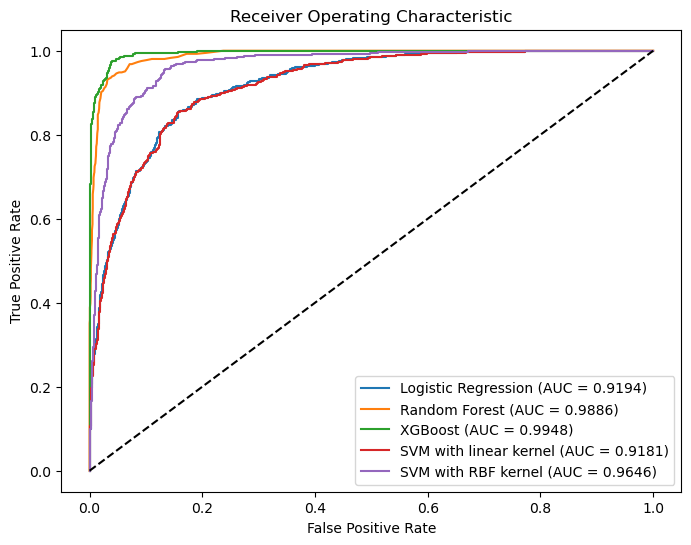 Receiver Operating Characteristic
True Positive Rate
1.0
0.8
0.6
0.4
0.2
0.0
Logistic Regression (AUC = 0.9194)
Random Forest (AUC = 0.9886)
XGBoost (AUC = 0.9948)
SVM with linear kernel (AUC = 0.9181)
SVM with RBF kernel (AUC = 0.9646)
0.0 0.2 0.4 0.6 0.8 1.0
False Positive Rate